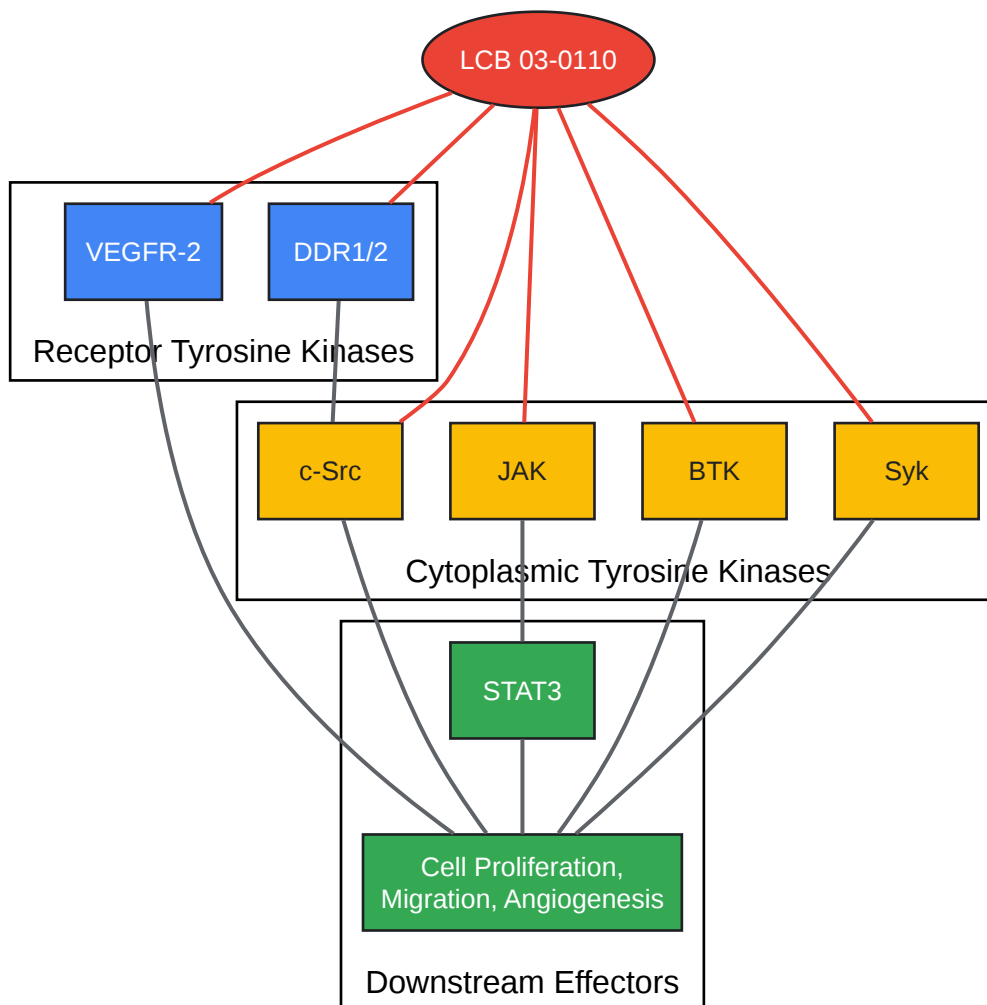 LCB 03-0110
VEGFR-2
DDR1/2
Receptor Tyrosine Kinases
c-Src
JAK
BTK
Syk
Cytoplasmic Tyrosine Kinases
STAT3
Cell Proliferation,
Migration, Angiogenesis
Downstream Effectors